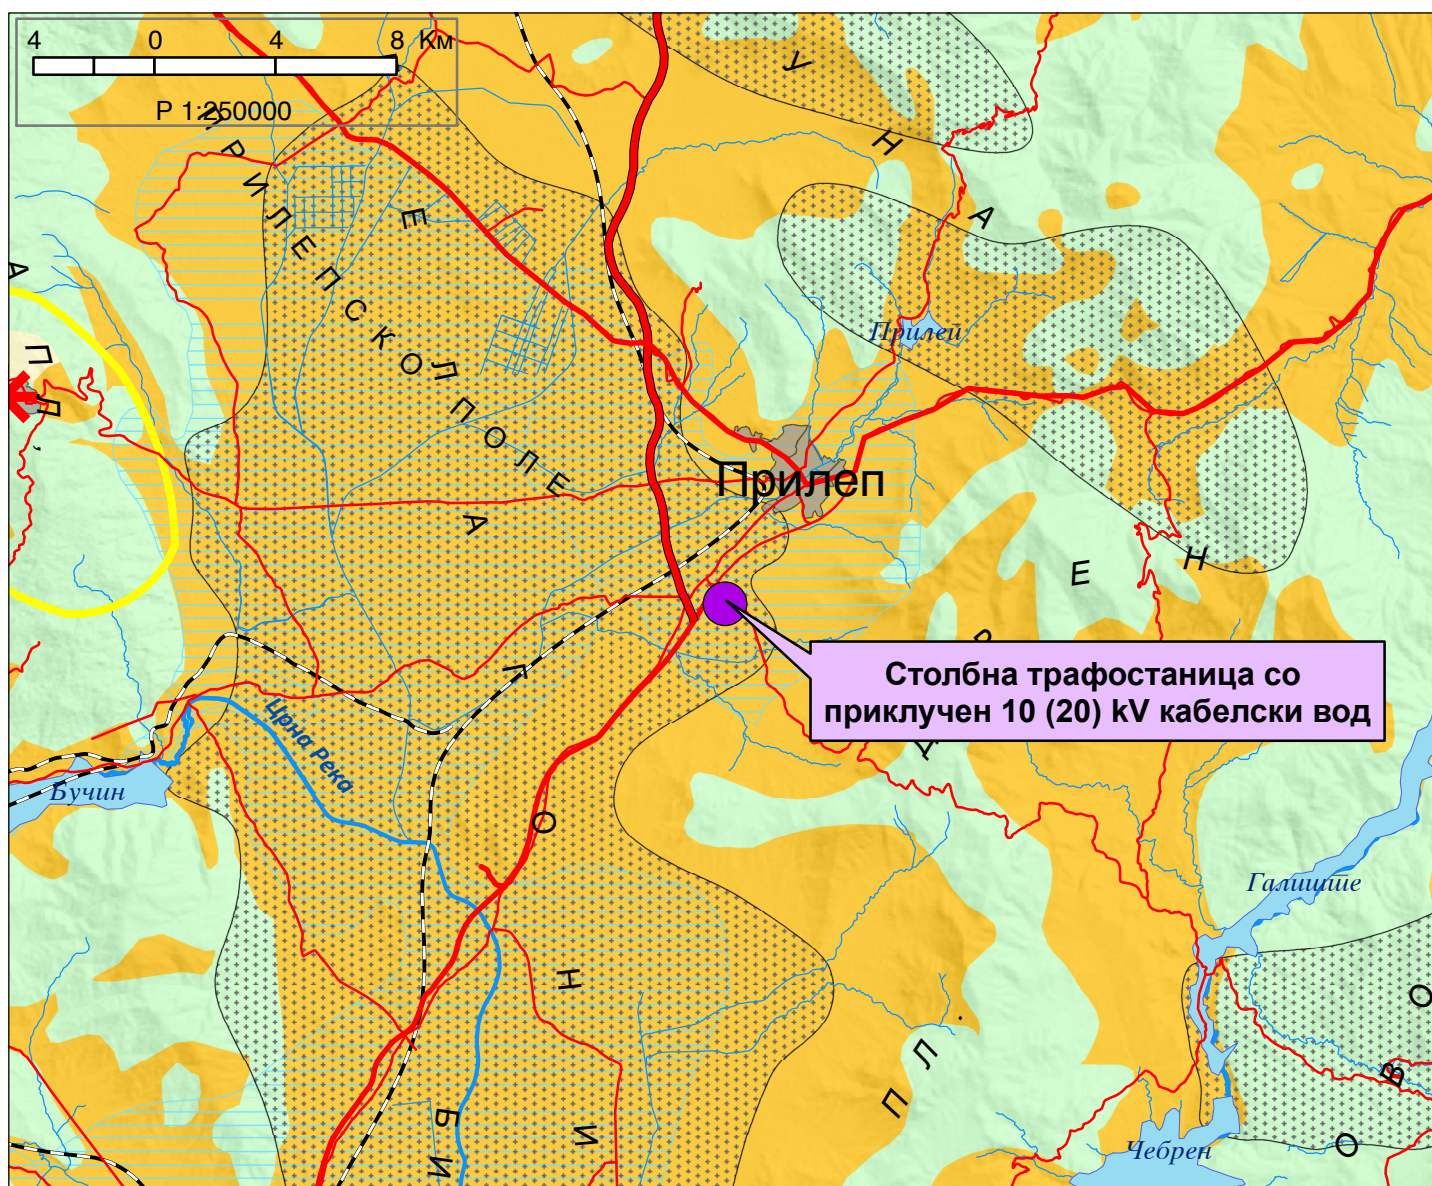 4 0 4 8 Км
Р 1:250000
ПРИЛЕПСКО ПОЛЕ
Прилеп
Прилеп
Столбна трафостаница со
приклучен 10 (20) kV кабелски вод
Црна Река
Бучин
Галиште
Чебрен
ПЛ.